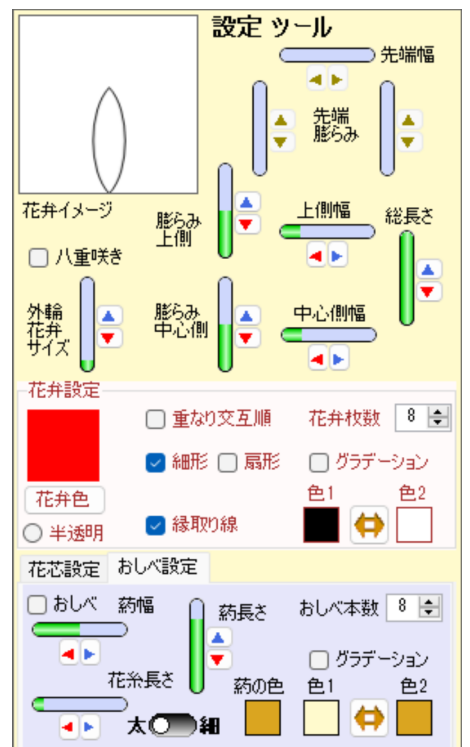 設定 ツール
先端幅
先端
膨らみ
花弁イメージ
膨らみ
上側
上側幅
総長さ
八重咲き
外輪
花弁
サイズ
膨らみ
中心側
中心側幅
花弁設定
重なり交互順
花弁枚数 8
細形 扇形
グラデーション
花弁色
色1 色2
半透明
縁取り線
花芯設定 おしべ設定
おしべ 葯幅
葯長さ
おしべ本数 8
グラデーション
花糸長さ
葯の色 色1 色2
太 細